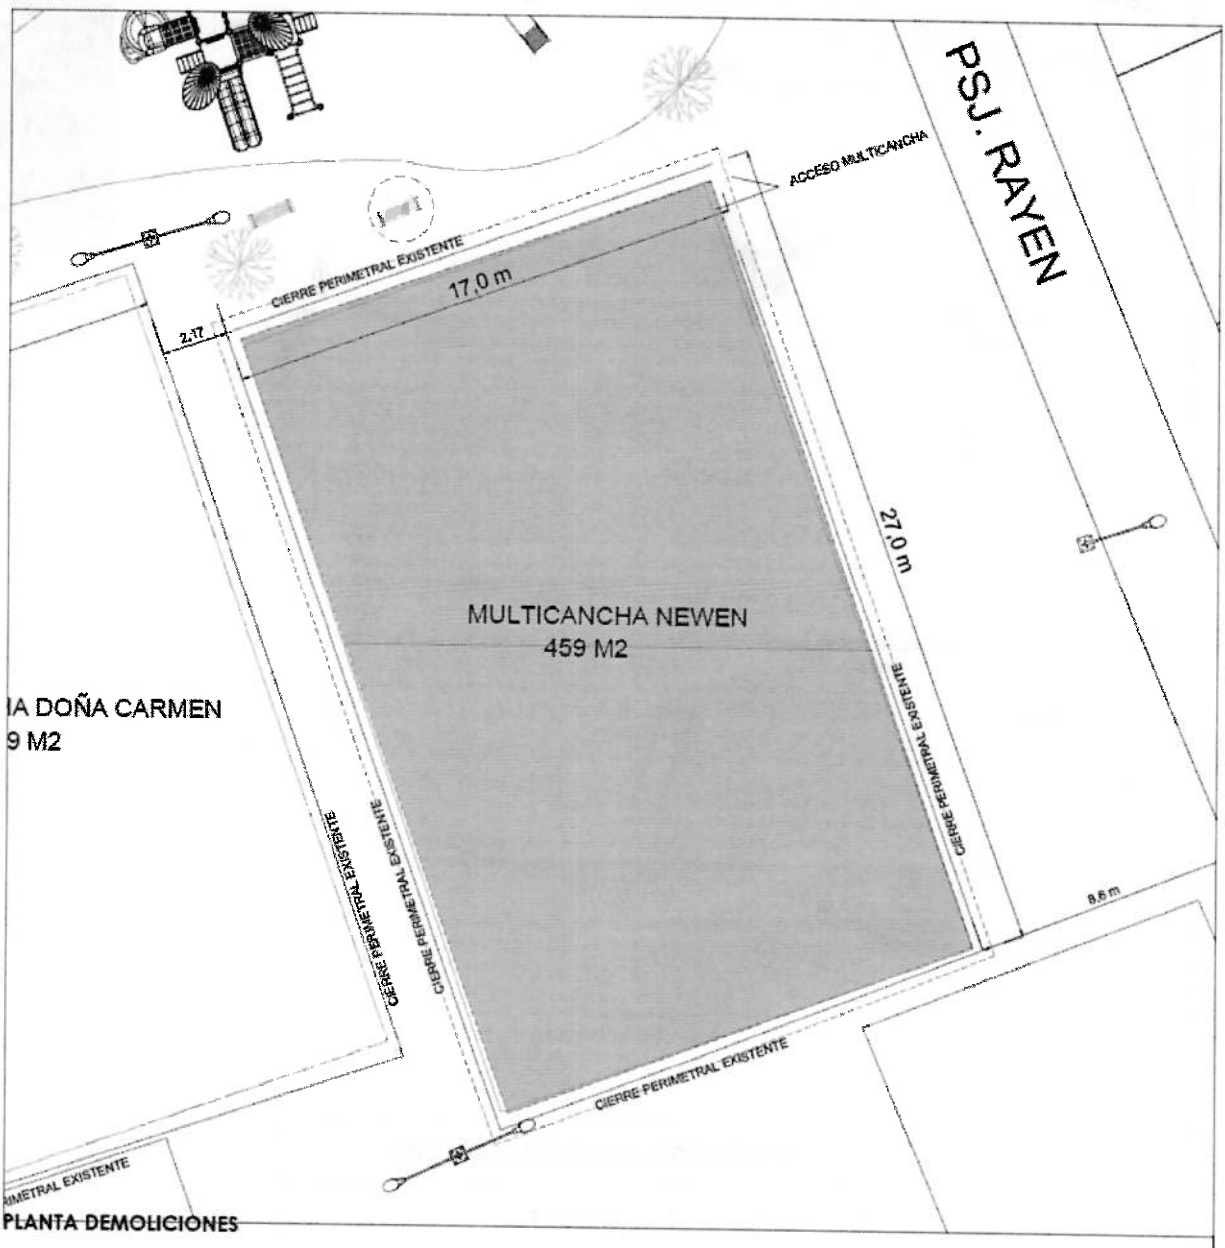 PSJ. RAYEN
ACCESO MULTICANCHA
CIERRE PERIMETRAL EXISTENTE
17,0 m
2,17
27,0 m
MULTICANCHA NEWEN
459 M2
IA DOÑA CARMEN
9 M2
CIERRE PERIMETRAL EXISTENTE
CIERRE PERIMETRAL EXISTENTE
CIERRE PERIMETRAL EXISTENTE
8,6 m
CIERRE PERIMETRAL EXISTENTE
RIMETRAL EXISTENTE
PLANTA DEMOLICIONES